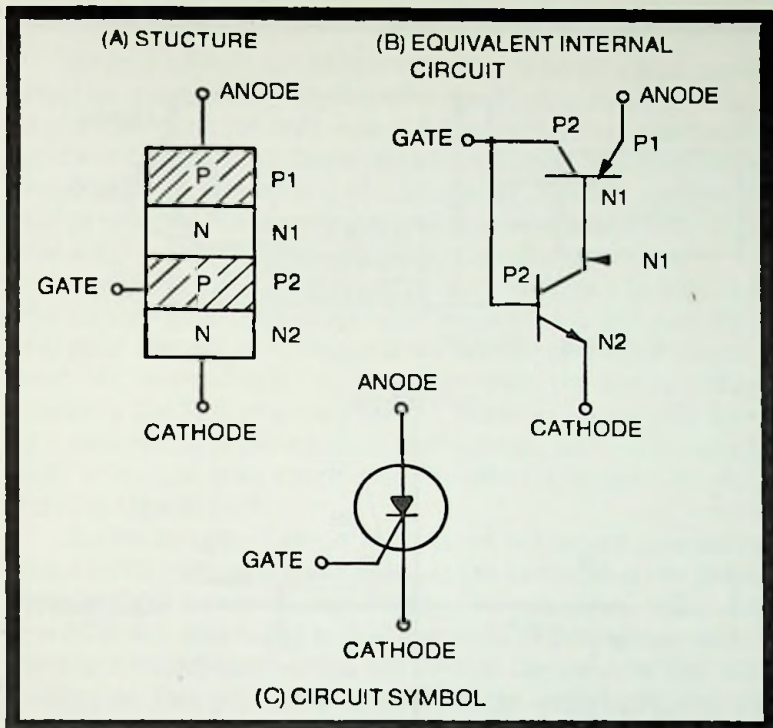 (A) STUCTURE
ANODE
P
P1
N
N1
GATE
P
P2
N
N2
CATHODE
(B) EQUIVALENT INTERNAL
CIRCUIT
ANODE
GATE
P2
P1
N1
N1
P2
N2
CATHODE
ANODE
GATE
CATHODE
(C) CIRCUIT SYMBOL